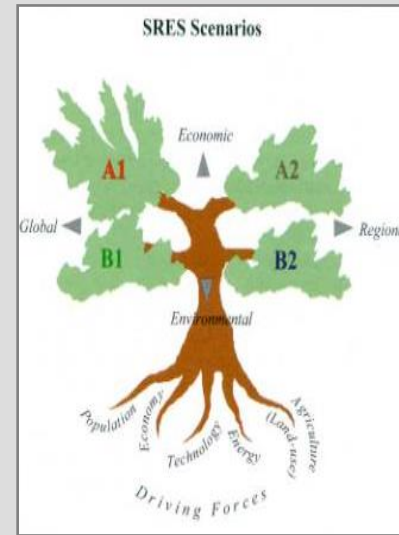 SRES Scenarios
Economic
A1
A2
Global
Region
B1
B2
Environmental
Population
Economy
Technology
Energy
Agriculture
(Land-use)
Driving Forces